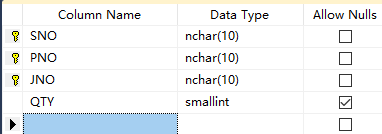 Column Name Data Type Allow Nulls
SNO nchar(10)
PNO nchar(10)
JNO nchar(10)
QTY smallint